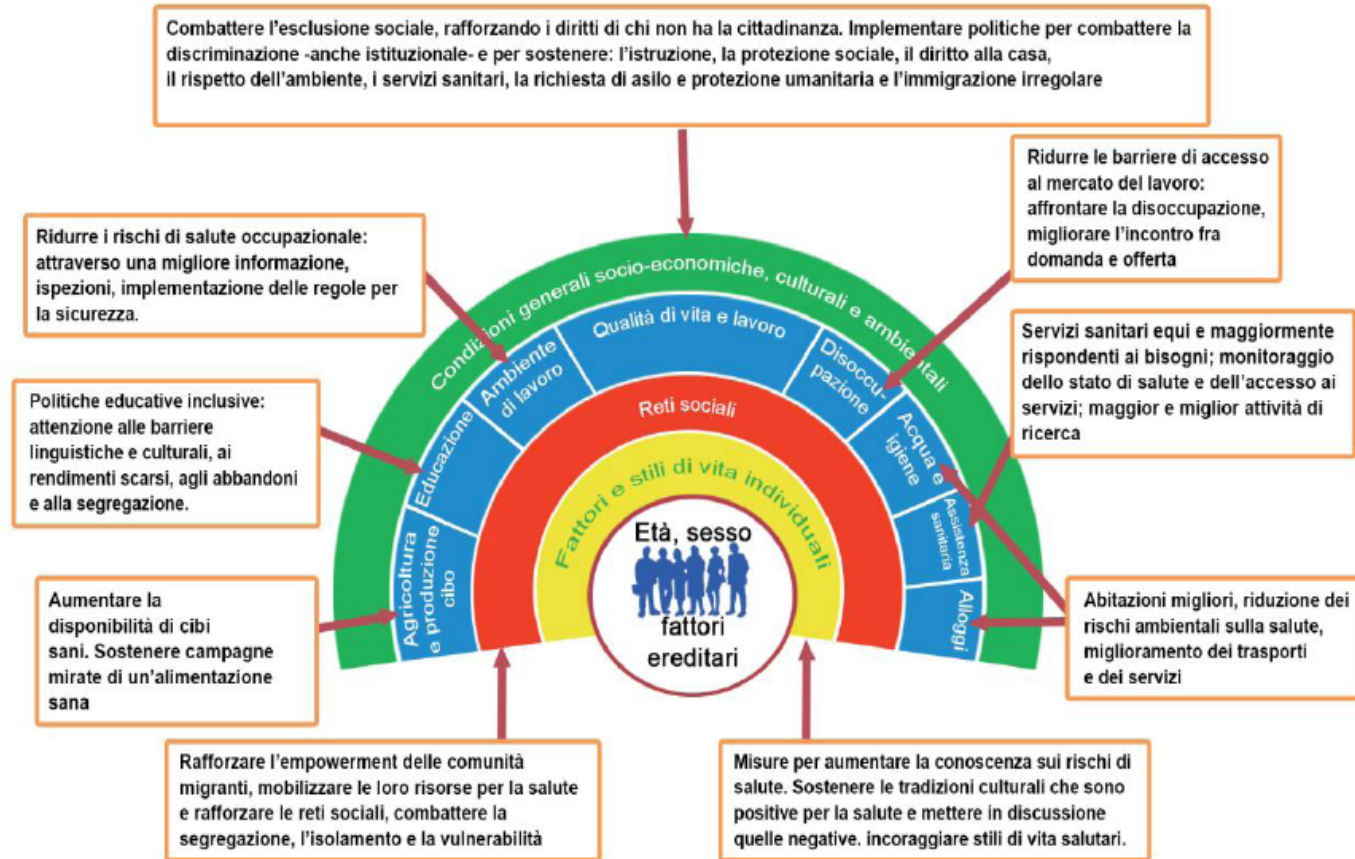 Combattere l'esclusione sociale, rafforzando i diritti di chi non ha la cittadinanza. Implementare politiche per combattere la
discriminazione -anche istituzionale- e per sostenere: l'istruzione, la protezione sociale, il diritto alla casa,
il rispetto dell'ambiente, i servizi sanitari, la richiesta di asilo e protezione umanitaria e l'immigrazione irregolare
Ridurre le barriere di accesso
al mercato del lavoro:
affrontare la disoccupazione,
migliorare l'incontro fra
domanda e offerta
Ridurre i rischi di salute occupazionale:
attraverso una migliore informazione,
ispezioni, implementazione delle regole per
la sicurezza.
Servizi sanitari equi e maggiormente
rispondenti ai bisogni; monitoraggio
dello stato di salute e dell'accesso ai
servizi; maggior e miglior attività di
ricerca
Politiche educative inclusive:
attenzione alle barriere
linguistiche e culturali, ai
rendimenti scarsi, agli abbandoni
e alla segregazione.
Condizioni generali socio-economiche, culturali e ambientali
Agricoltura
e produzione
cibo
Educazione
Ambiente
di lavoro
Qualità di vita e lavoro
Disoccu-
pazione
Acqua e
igiene
Assistenza
sanitaria
Alloggi
Reti sociali
Fattori e stili di vita individuali
Età, sesso
fattori
ereditari
Aumentare la
disponibilità di cibi
sani. Sostenere campagne
mirate di un'alimentazione
sana
Abitazioni migliori, riduzione dei
rischi ambientali sulla salute,
miglioramento dei trasporti
e dei servizi
Rafforzare l'empowerment delle comunità
migranti, mobilizzare le loro risorse per la salute
e rafforzare le reti sociali, combattere la
segregazione, l'isolamento e la vulnerabilità
Misure per aumentare la conoscenza sui rischi di
salute. Sostenere le tradizioni culturali che sono
positive per la salute e mettere in discussione
quelle negative. incoraggiare stili di vita salutari.